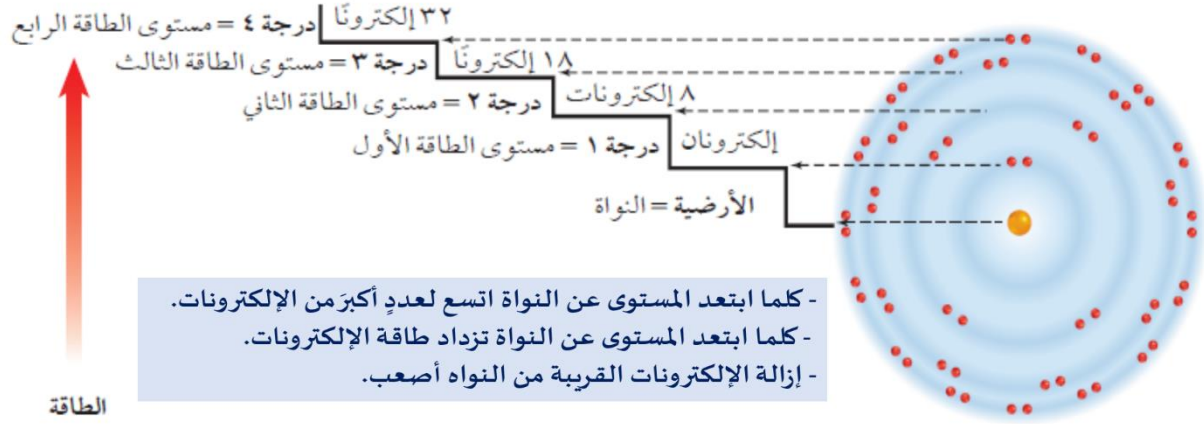 ٣٢ إلكترونًا
درجة ٤ = مستوى الطاقة الرابع
١٨ إلكترونًا
درجة ٣ = مستوى الطاقة الثالث
٨ إلكترونات
درجة ٢ = مستوى الطاقة الثاني
إلكترونان
درجة ١ = مستوى الطاقة الأول
الأرضية = النواة
- كلما ابتعد المستوى عن النواة اتسع لعددٍ أكبرَ من الإلكترونات.
- كلما ابتعد المستوى عن النواة تزداد طاقة الإلكترونات.
- إزالة الإلكترونات القريبة من النواه أصعب.
الطاقة